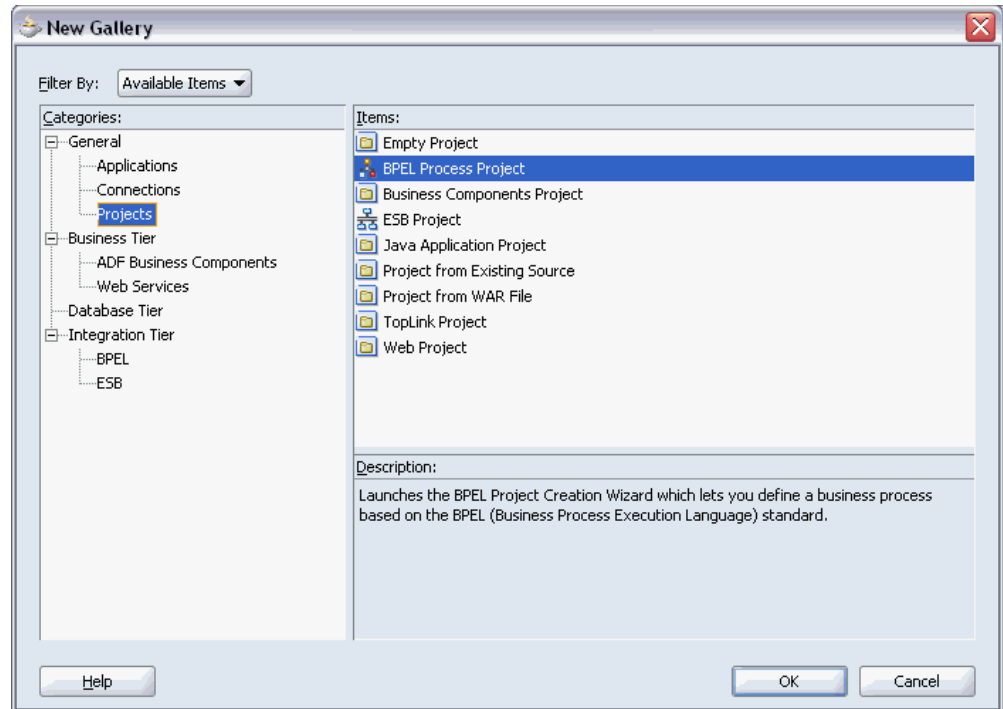 New Gallery
Filter By: Available Items
Categories:
General
Applications
Connections
Projects
Business Tier
ADF Business Components
Web Services
Database Tier
Integration Tier
BPEL
ESB
Items:
Empty Project
BPEL Process Project
Business Components Project
ESB Project
Java Application Project
Project from Existing Source
Project from WAR File
TopLink Project
Web Project
Description:
Launches the BPEL Project Creation Wizard which lets you define a business process
based on the BPEL (Business Process Execution Language) standard.
Help
OK
Cancel